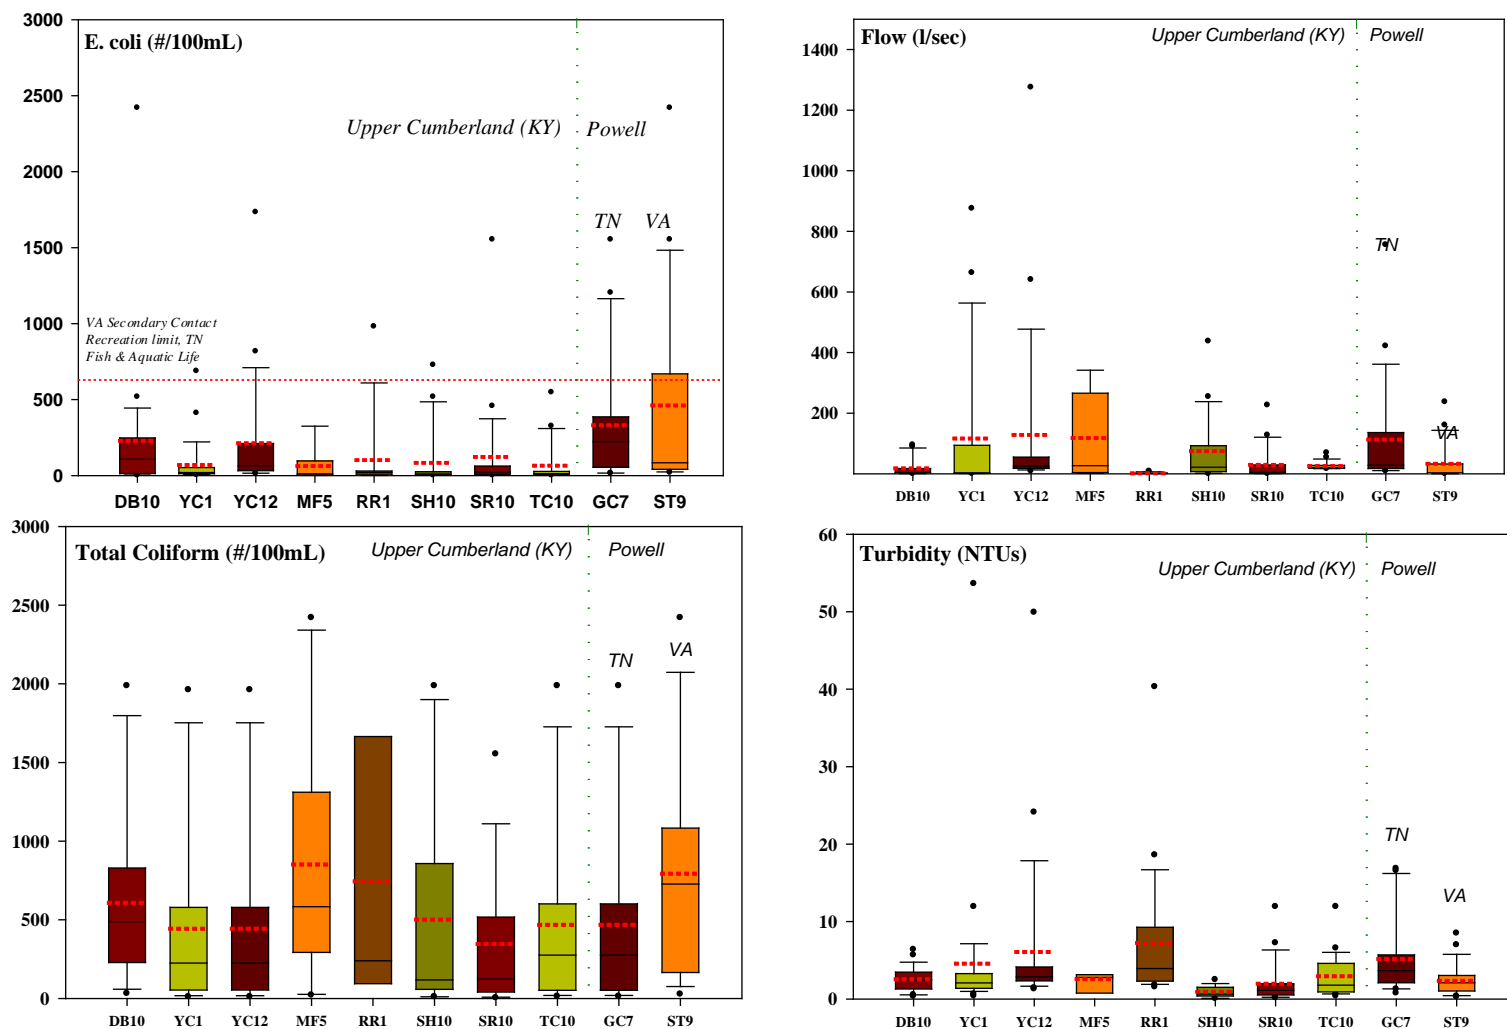 E. coli (#/100mL)
3000
2500
2000
1500
1000
500
0
Upper Cumberland (KY)
Powell
TN
VA
VA Secondary Contact
Recreation limit, TN
Fish & Aquatic Life
DB10 YC1 YC12 MF5 RR1 SH10 SR10 TC10 GC7 ST9
Flow (l/sec)
Upper Cumberland (KY)
Powell
1400
1200
1000
800
600
400
200
TN
VA
DB10 YC1 YC12 MF5 RR1 SH10 SR10 TC10 GC7 ST9
Total Coliform (#/100mL)
Upper Cumberland (KY)
Powell
3000
2500
2000
1500
1000
500
0
TN
VA
DB10 YC1 YC12 MF5 RR1 SH10 SR10 TC10 GC7 ST9
Turbidity (NTUs)
Upper Cumberland (KY)
Powell
60
50
40
30
20
10
0
TN
VA
DB10 YC1 YC12 MF5 RR1 SH10 SR10 TC10 GC7 ST9